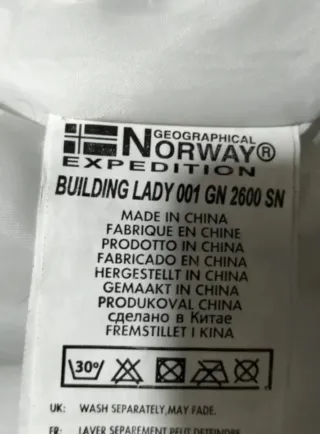 GEOGRAPHICAL
NORWAY®
EXPEDITION
BUILDING LADY 001 GN 2600 SN
MADE IN CHINA
FABRIQUE EN CHINE
PRODOTTO IN CHINA
FABRICADO EN CHINA
HERGESTELLT IN CHINA
GEMAAKT IN CHINA
PRODUKOVAL CHINA
сделано в Китае
FREMSTILLET I KINA
30°
UK: WASH SEPARATELY, MAY FADE.
FR: LAVER SEPAREMENT PEUT DETEINDRE